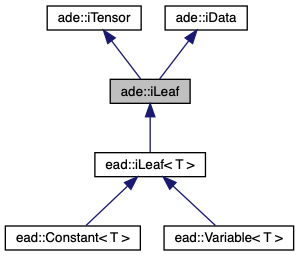 ade::iTensor
ade::iData
ade::iLeaf
ead::iLeaf< T >
ead::Constant< T >
ead::Variable< T >